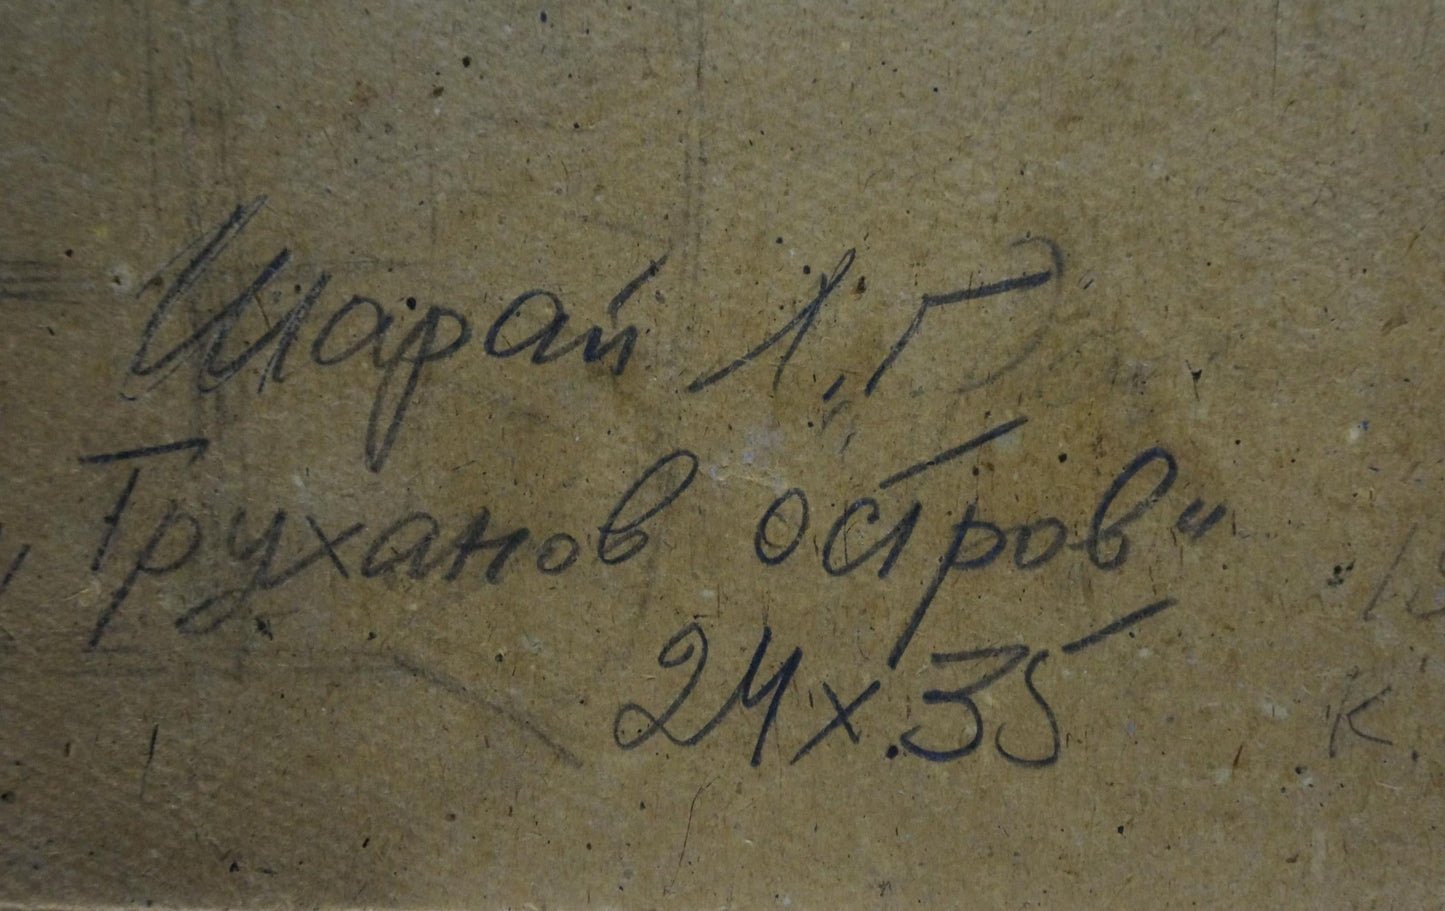 Шарай Л. Г.
„Труханов остров“
24х35
к.